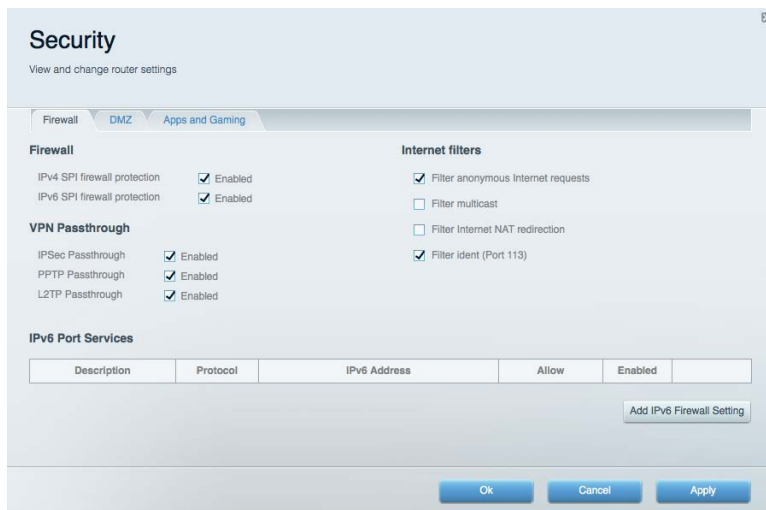 Security
View and change router settings
Firewall DMZ Apps and Gaming
Firewall
IPv4 SPI firewall protection Enabled
IPv6 SPI firewall protection Enabled
VPN Passthrough
IPSec Passthrough Enabled
PPTP Passthrough Enabled
L2TP Passthrough Enabled
Internet filters
Filter anonymous Internet requests
Filter multicast
Filter Internet NAT redirection
Filter ident (Port 113)
IPv6 Port Services
Description Protocol IPv6 Address Allow Enabled
Add IPv6 Firewall Setting
Ok Cancel Apply